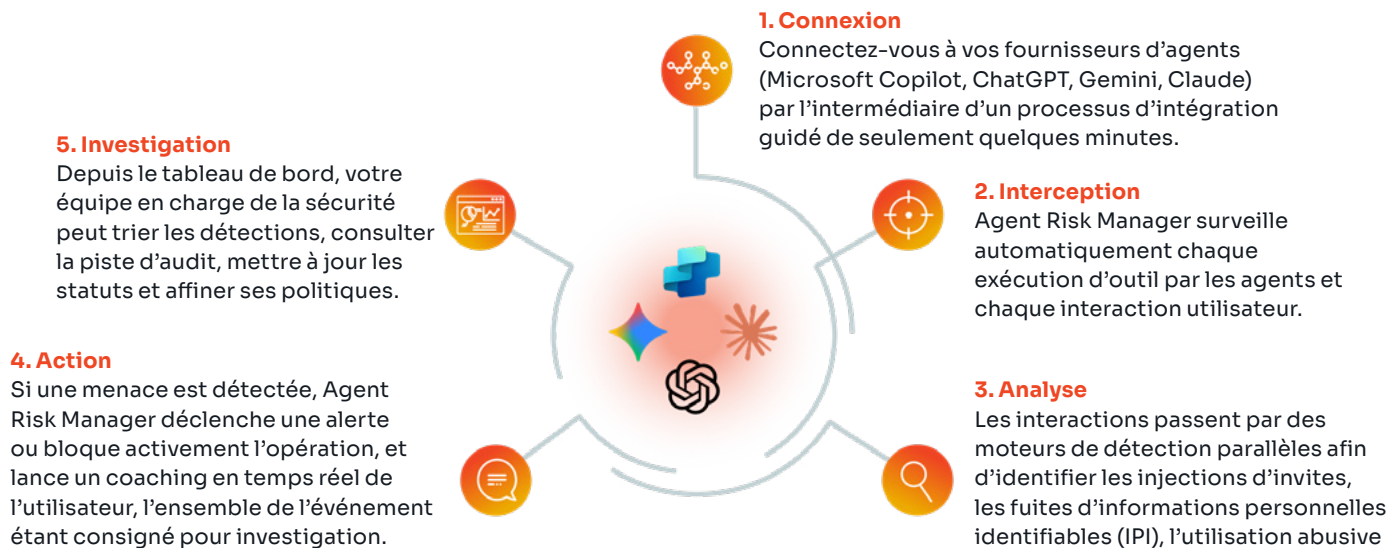 1. Connexion
Connectez-vous à vos fournisseurs d’agents
(Microsoft Copilot, ChatGPT, Gemini, Claude)
par l’intermédiaire d’un processus d’intégration
guidé de seulement quelques minutes.
2. Interception
Agent Risk Manager surveille
automatiquement chaque
exécution d’outil par les agents et
chaque interaction utilisateur.
3. Analyse
Les interactions passent par des
moteurs de détection parallèles afin
d’identifier les injections d’invites,
les fuites d’informations personnelles
identifiables (IPI), l’utilisation abusive
4. Action
Si une menace est détectée, Agent
Risk Manager déclenche une alerte
ou bloque activement l’opération, et
lance un coaching en temps réel de
l’utilisateur, l’ensemble de l’événement
étant consigné pour investigation.
5. Investigation
Depuis le tableau de bord, votre
équipe en charge de la sécurité
peut trier les détections, consulter
la piste d’audit, mettre à jour les
statuts et affiner ses politiques.